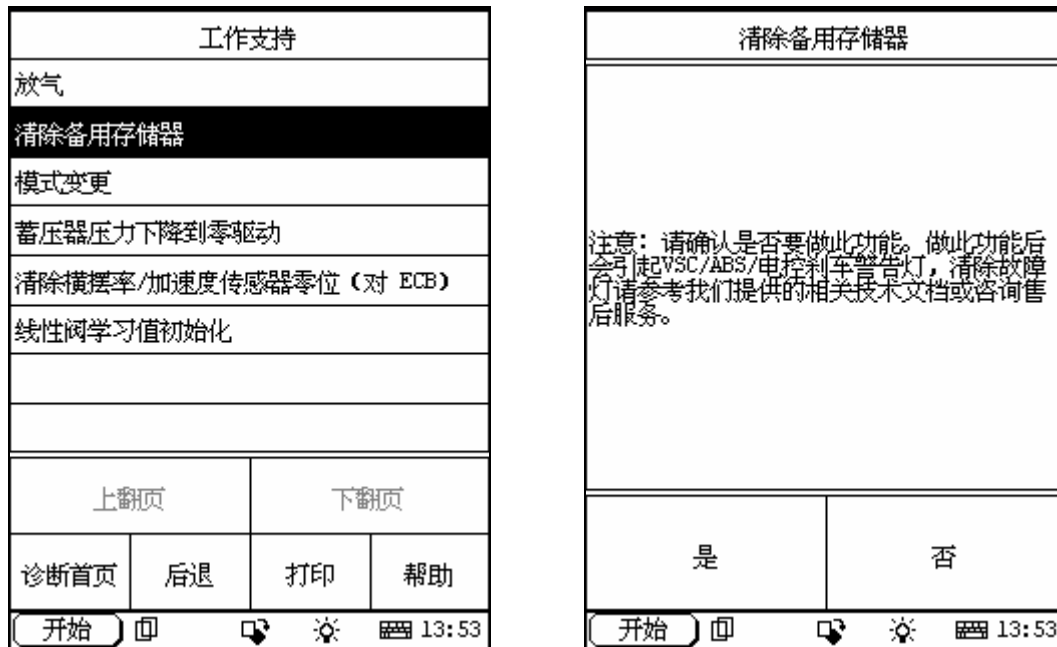 工作支持
放气
清除备用存储器
模式变更
蓄压器压力下降到零驱动
清除横摆率/加速度传感器零位（对 ECB）
线性阀学习值初始化
上翻页
下翻页
诊断首页
后退
打印
帮助
开始
13:53
清除备用存储器
注意：请确认是否要做此功能。做此功能后
会引起VSC/ABS/电控刹车警告灯，清除故障
灯请参考我们提供的相关技术文档或咨询售
后服务。
是
否
开始
13:53